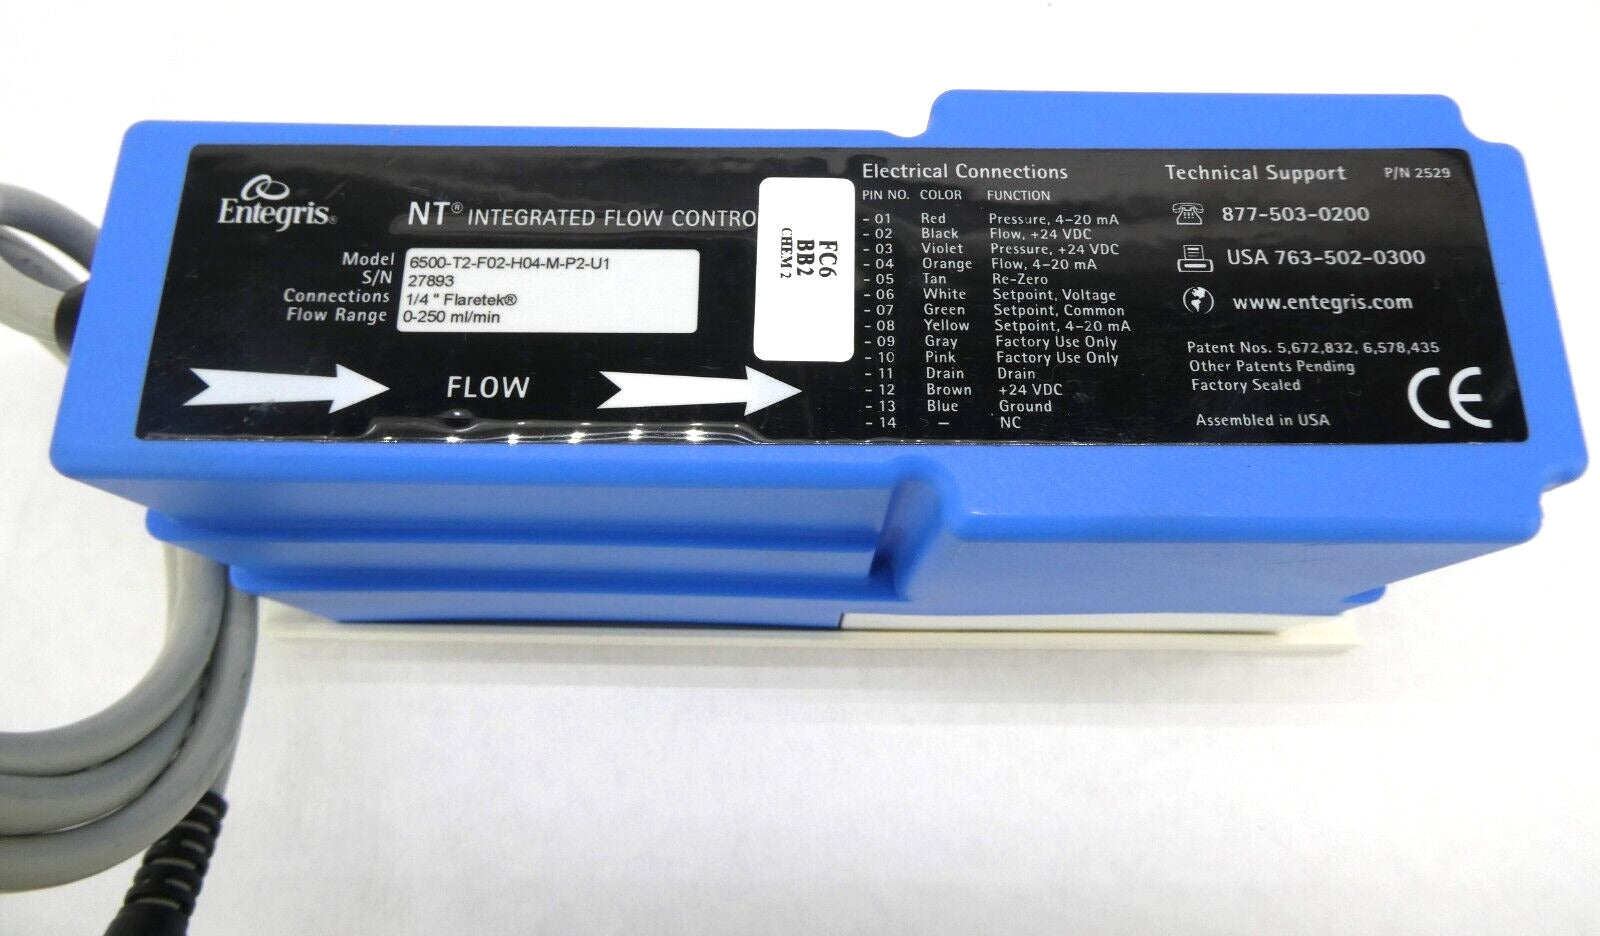 Entegris®
NT® INTEGRATED FLOW CONTRO
Model 6500-T2-F02-H04-M-P2-U1
S/N 27893
Connections 1/4 " Flaretek®
Flow Range 0-250 ml/min
FLOW
FC6
BB2
CHEM 2
Electrical Connections
PIN NO. COLOR FUNCTION
- 01 Red Pressure, 4-20 mA
- 02 Black Flow, +24 VDC
- 03 Violet Pressure, +24 VDC
- 04 Orange Flow, 4-20 mA
- 05 Tan Re-Zero
- 06 White Setpoint, Voltage
- 07 Green Setpoint, Common
- 08 Yellow Setpoint, 4-20 mA
- 09 Gray Factory Use Only
- 10 Pink Factory Use Only
- 11 Drain Drain
- 12 Brown +24 VDC
- 13 Blue Ground
- 14 – NC
Technical Support P/N 2529
877-503-0200
USA 763-502-0300
www.entegris.com
Patent Nos. 5,672,832, 6,578,435
Other Patents Pending
Factory Sealed
Assembled in USA
CE